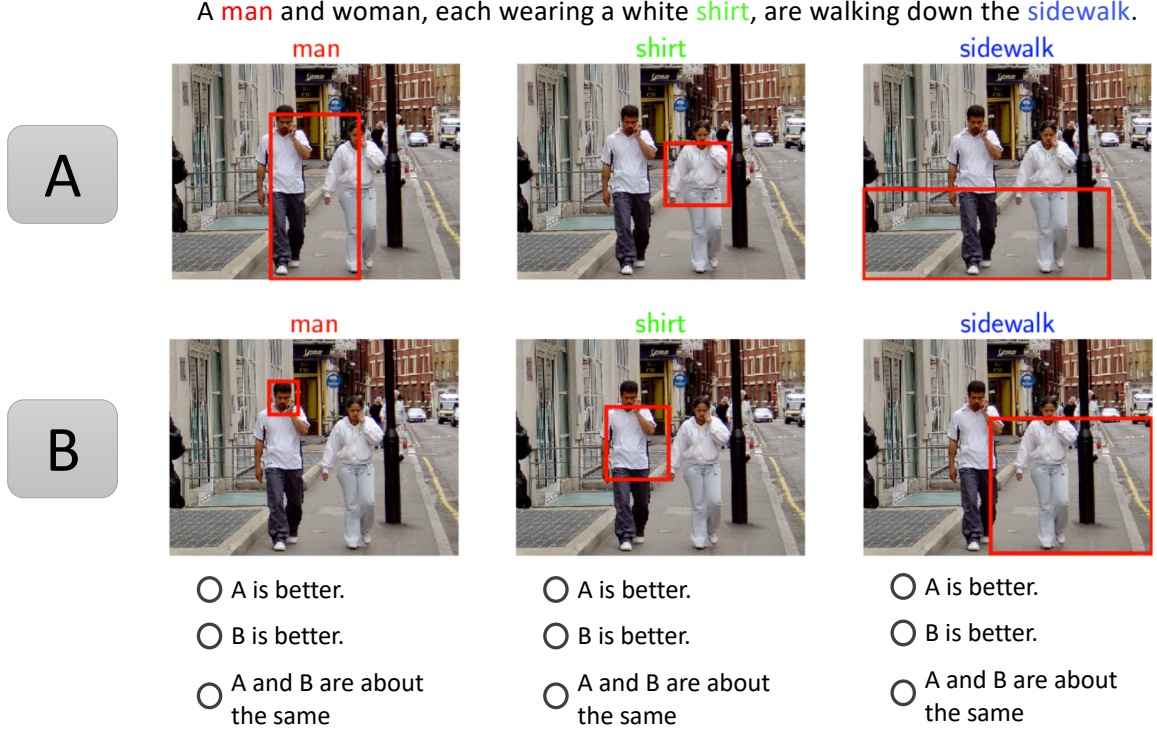 A man and woman, each wearing a white shirt, are walking down the sidewalk.
man shirt sidewalk
A
man shirt sidewalk
B
A is better. A is better. A is better.
B is better. B is better. B is better.
A and B are about A and B are about A and B are about
the same the same the same